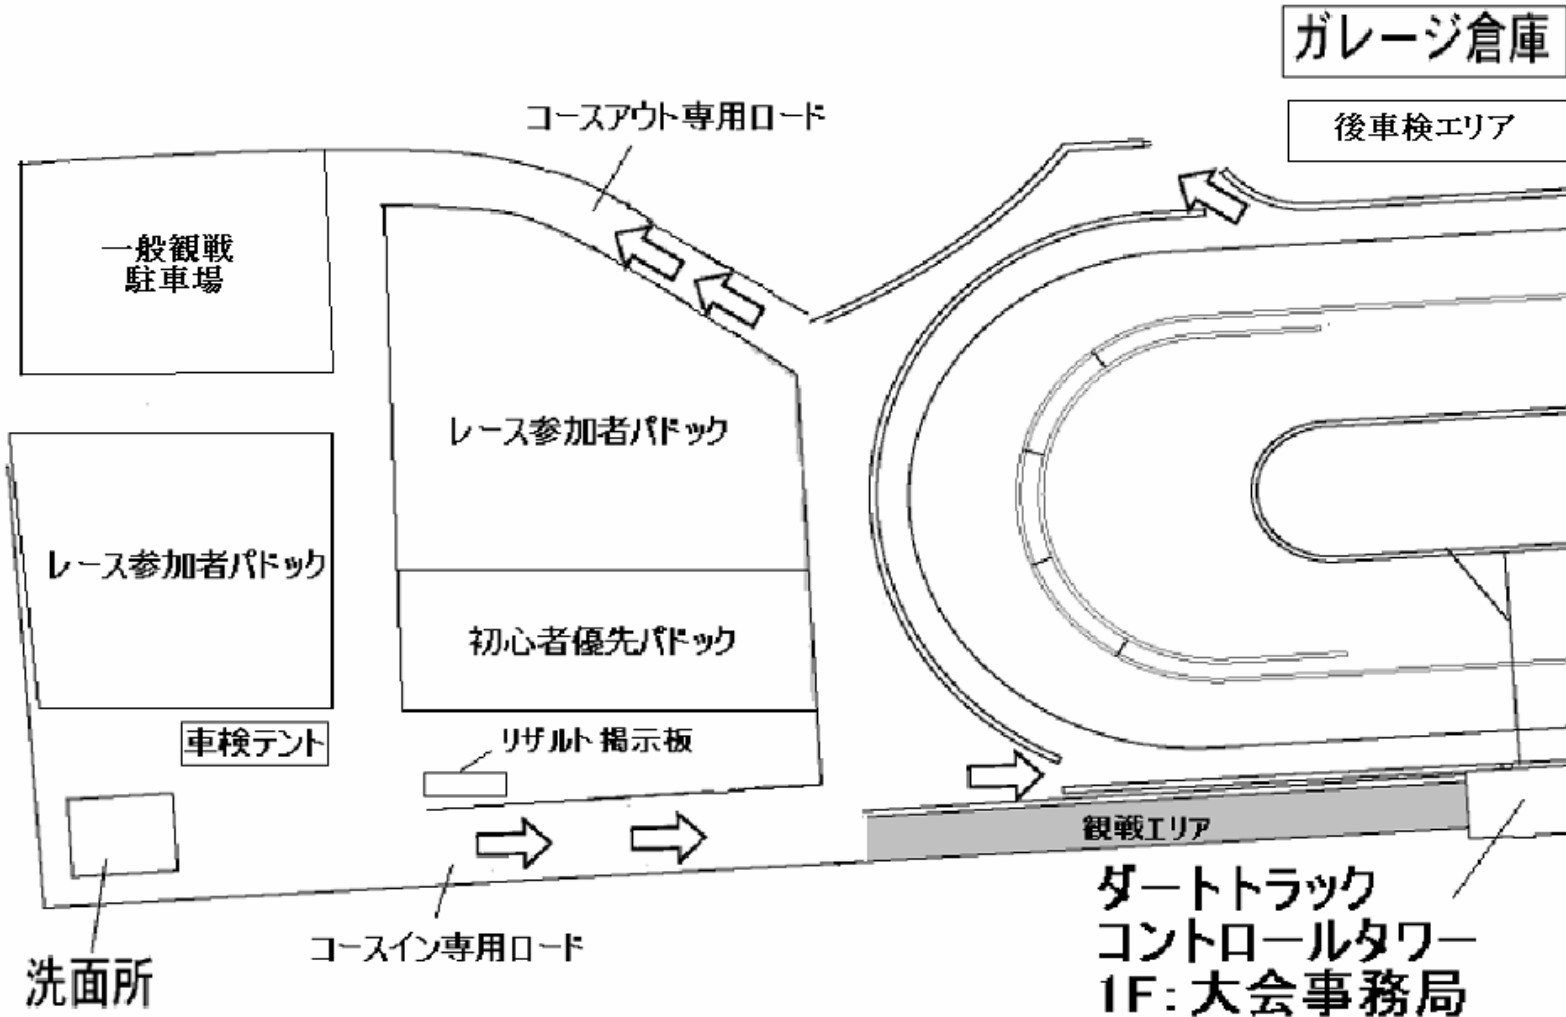 ガレージ倉庫
後車検エリア
コースアウト専用ロード
一般観戦
駐車場
レース参加者パドック
レース参加者パドック
初心者優先パドック
車検テント
リザルト掲示板
観戦エリア
洗面所
コースイン専用ロード
ダートトラック
コントロールタワー
1F:大会事務局